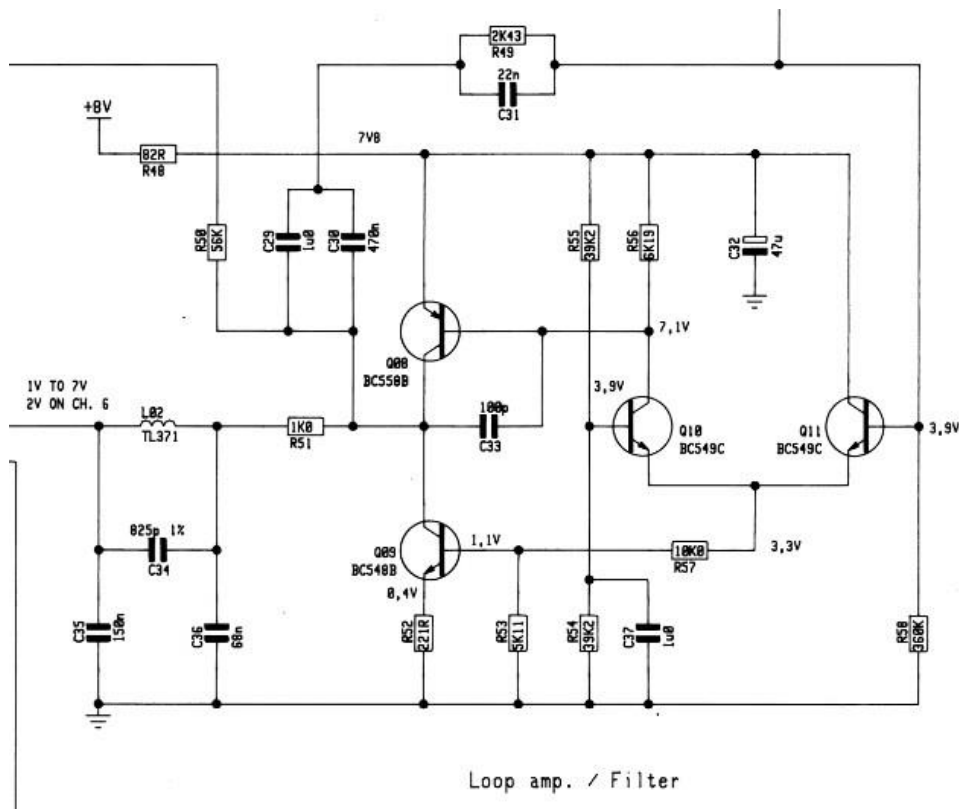 2K43
R49
22n
C31
+8V
7V8
82R
R48
R50
56K
C29
1u0
C30
470n
R55
39K2
R56
6K19
C32
47u
7,1V
Q08
BC558B
1V TO 7V
2V ON CH. 6
L02
TL371
1K0
R51
100p
C33
3,9V
Q10
BC549C
Q11
BC549C
3,9V
825p 1%
C34
Q09
BC548B
1,1V
10K0
R57
3,3V
0,4V
C35
150n
C36
68n
R52
221R
R53
5K11
R54
39K2
C37
1u0
R58
360K
Loop amp. / Filter